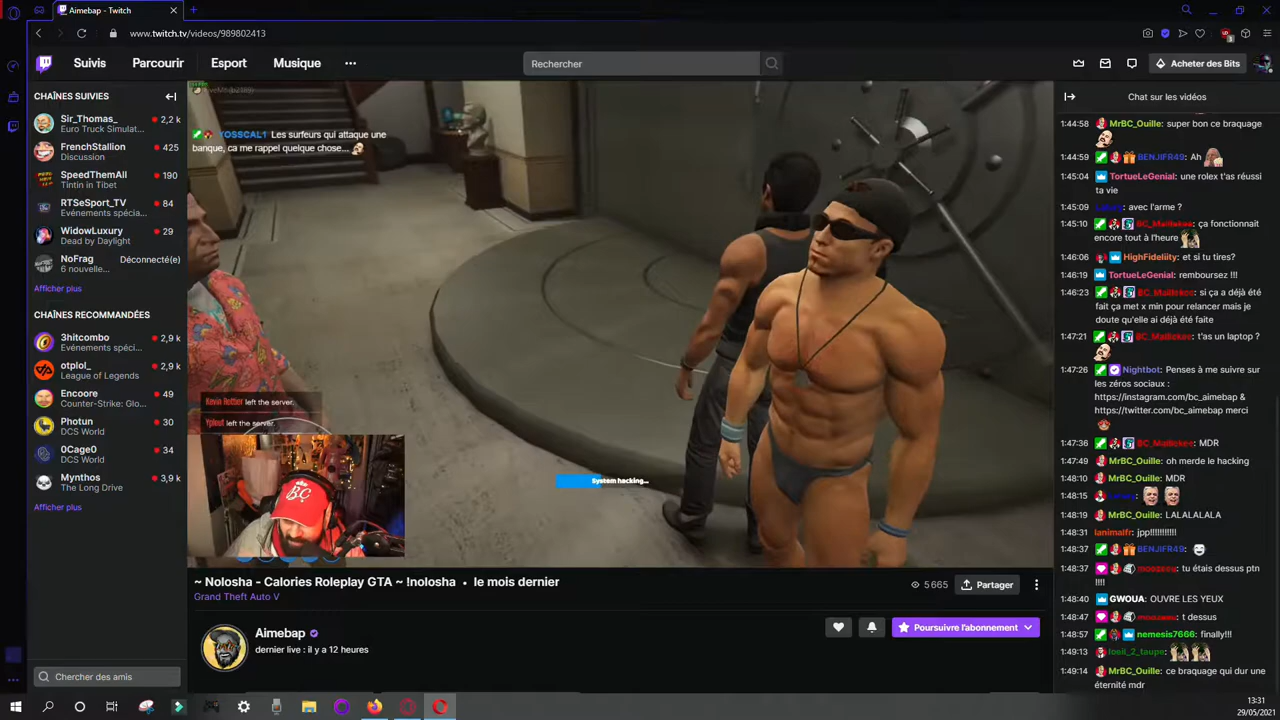 Aimebap - Twitch
www.twitch.tv/videos/989802413
Suivis
Parcourir
Esport
Musique
Rechercher
Acheter des Bits
CHAÎNES SUIVIES
Sir_Thomas_
2,2 k
Euro Truck Simulat...
FrenchStallion
425
Discussion
SpeedThemAll
190
Tintin in Tibet
RTSeSport_TV
84
Evénements spécia...
WidowLuxury
29
Dead by Daylight
NoFrag
Déconnecté(e)
6 nouvelle...
Afficher plus
CHAÎNES RECOMMANDÉES
3hitcombo
2,9 k
Evénements spéci...
otplol_
2,9 k
League of Legends
Encore
49
Counter-Strike: Glo...
Photun
30
DCS World
0Cage0
34
DCS World
Mynthos
3,9 k
The Long Drive
Afficher plus
Chercher des amis
YOSSCAL1 Les surfeurs qui attaque une
banque, ca me rappel quelque chose...
left the server.
left the server.
B.C.
System hacking...
~ Nolosha - Calories Roleplay GTA ~ !nolosha • le mois dernier
Grand Theft Auto V
5 665
Partager
Aimebap
dernier live : il y a 12 heures
Poursuivre l'abonnement
Chat sur les vidéos
1:44:58 MrBC_Ouille: super bon ce braquage
1:44:59 BENJIFR49: Ah
1:45:04 TortueLeGenial: une rolex t'as réussi
ta vie
1:45:09 avec l'arme ?
1:45:10 BC_Maillekes: ça fonctionait
encore tout à l'heure
1:46:06 HighFideliity: et si tu tires?
1:46:19 TortueLeGenial: remboursez !!!
1:46:23 BC_Maillekes: si ça a déjà été
fait ça met x min pour relancer mais je
doute qu'elle ai déjà été faite
1:47:21 BC_Maillekes: t'as un laptop ?
1:47:26 Nightbot: Penses à me suivre sur
les zéros sociaux :
https://instagram.com/bc_aimebap &
https://twitter.com/bc_aimebap merci
1:47:36 BC_Maillekes: MDR
1:47:49 MrBC_Ouille: oh merde le hacking
1:48:10 MrBC_Ouille: MDR
1:48:15
1:48:19 MrBC_Ouille: LALALALALA
1:48:31 lanimalfr: jpp!!!!!!!!!!!
1:48:37 BENJIFR49:
1:48:37 : tu étais dessus ptn
!!!!
1:48:40 GWOUA: OUVRE LES YEUX
1:48:47 : t dessus
1:48:57 nemesis7666: finally!!!
1:49:13 loeil_2_taupe:
1:49:14 MrBC_Ouille: ce braquage qui dur une
éternité mdr
13:31
29/05/2021